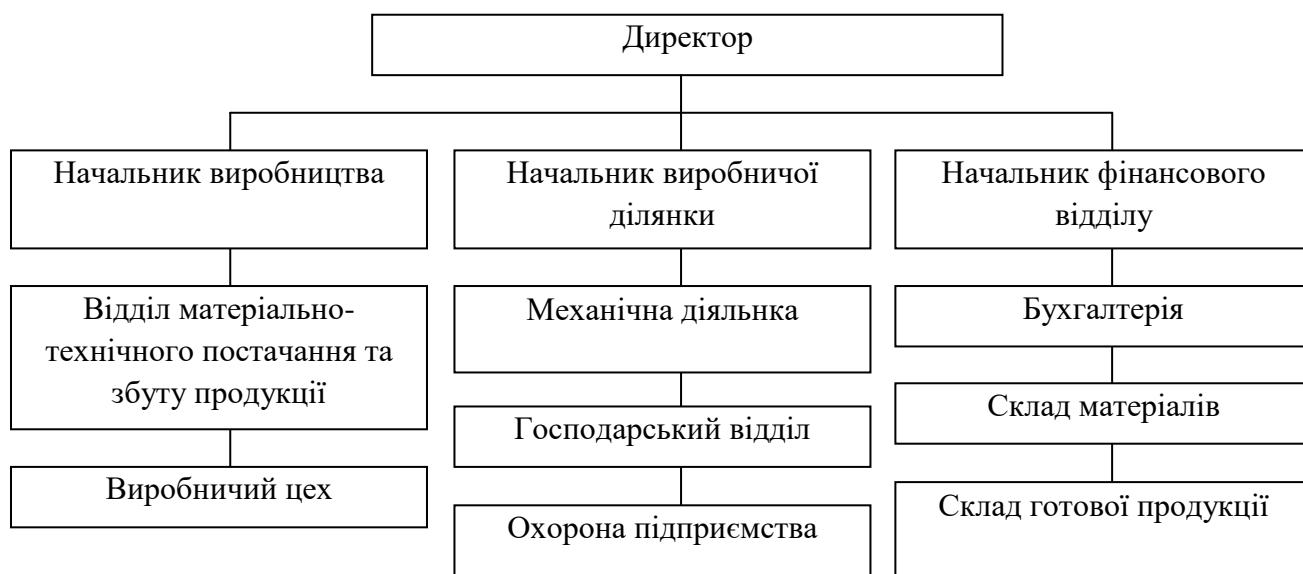 Директор
Начальник виробництва
Начальник виробничої
ділянки
Начальник фінансового
відділу
Відділ матеріально-
технічного постачання та
збуту продукції
Механічна діяльнка
Бухгалтерія
Господарський відділ
Склад матеріалів
Виробничий цех
Охорона підприємства
Склад готової продукції